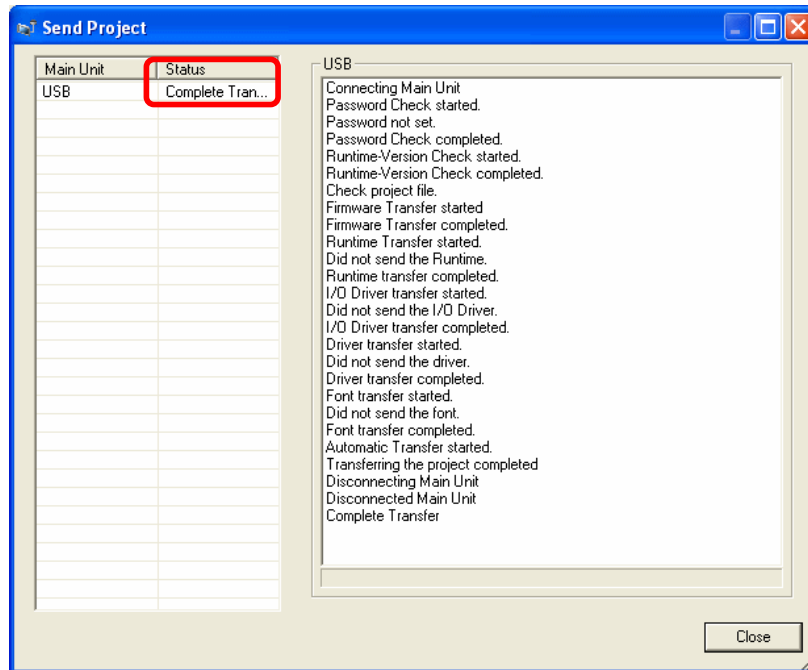 Send Project
Main Unit Status
USB Complete Tran...
USB
Connecting Main Unit
Password Check started.
Password not set.
Password Check completed.
Runtime-Version Check started.
Runtime-Version Check completed.
Check project file.
Firmware Transfer started
Firmware Transfer completed.
Runtime Transfer started.
Did not send the Runtime.
Runtime transfer completed.
I/O Driver transfer started.
Did not send the I/O Driver.
I/O Driver transfer completed.
Driver transfer started.
Did not send the driver.
Driver transfer completed.
Font transfer started.
Did not send the font.
Font transfer completed.
Automatic Transfer started.
Transferring the project completed
Disconnecting Main Unit
Disconnected Main Unit
Complete Transfer
Close